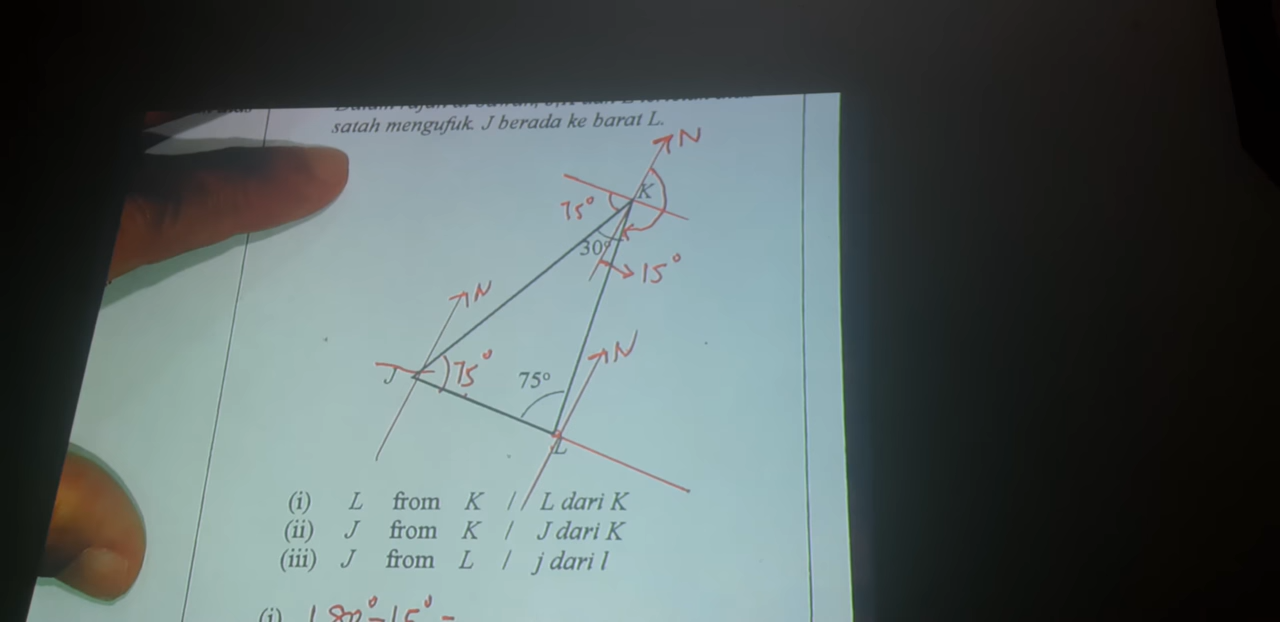 satah mengufuk. J berada ke barat L.
N
K
75°
30°
15°
N
N
J
75°
75°
L
(i) L from K / L dari K
(ii) J from K / J dari K
(iii) J from L / j dari l
(i) 180° - 15° =